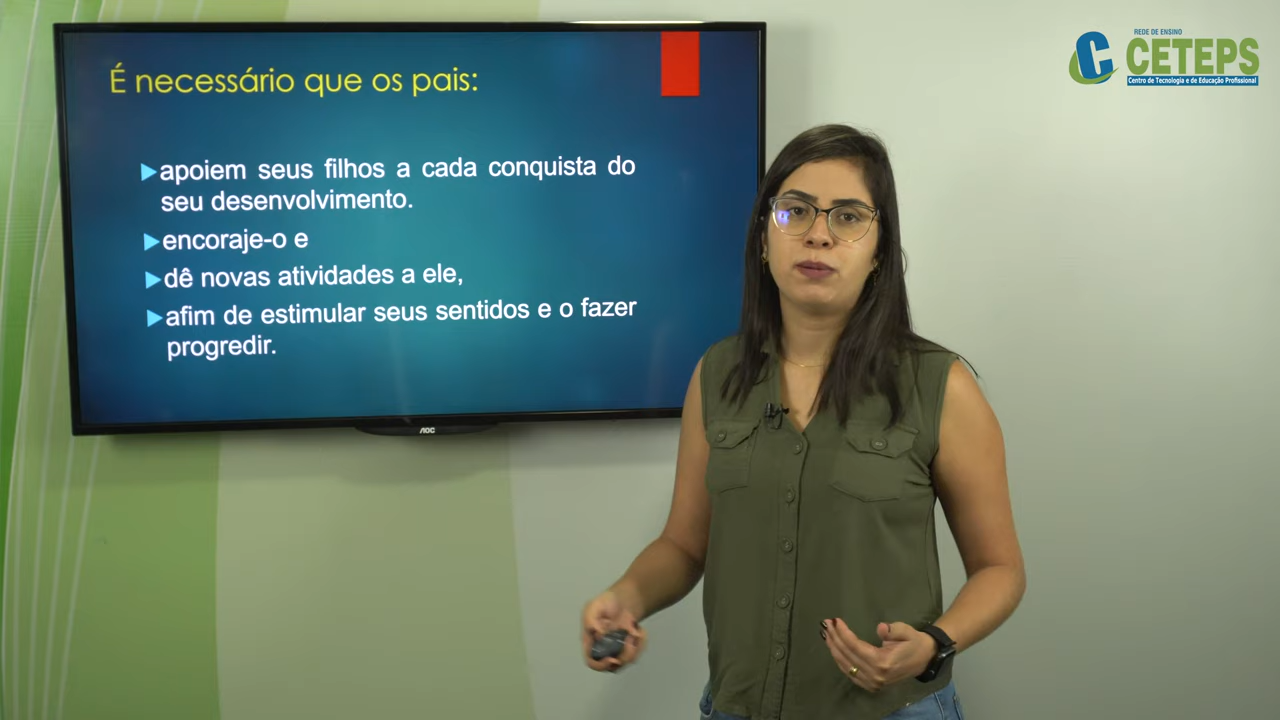 É necessário que os pais:
apoiem seus filhos a cada conquista do
seu desenvolvimento.
encoraje-o e
dê novas atividades a ele,
afim de estimular seus sentidos e o fazer
progredir.
AOC
REDE DE ENSINO
CETEPS
Centro de Tecnologia e de Educação Profissional